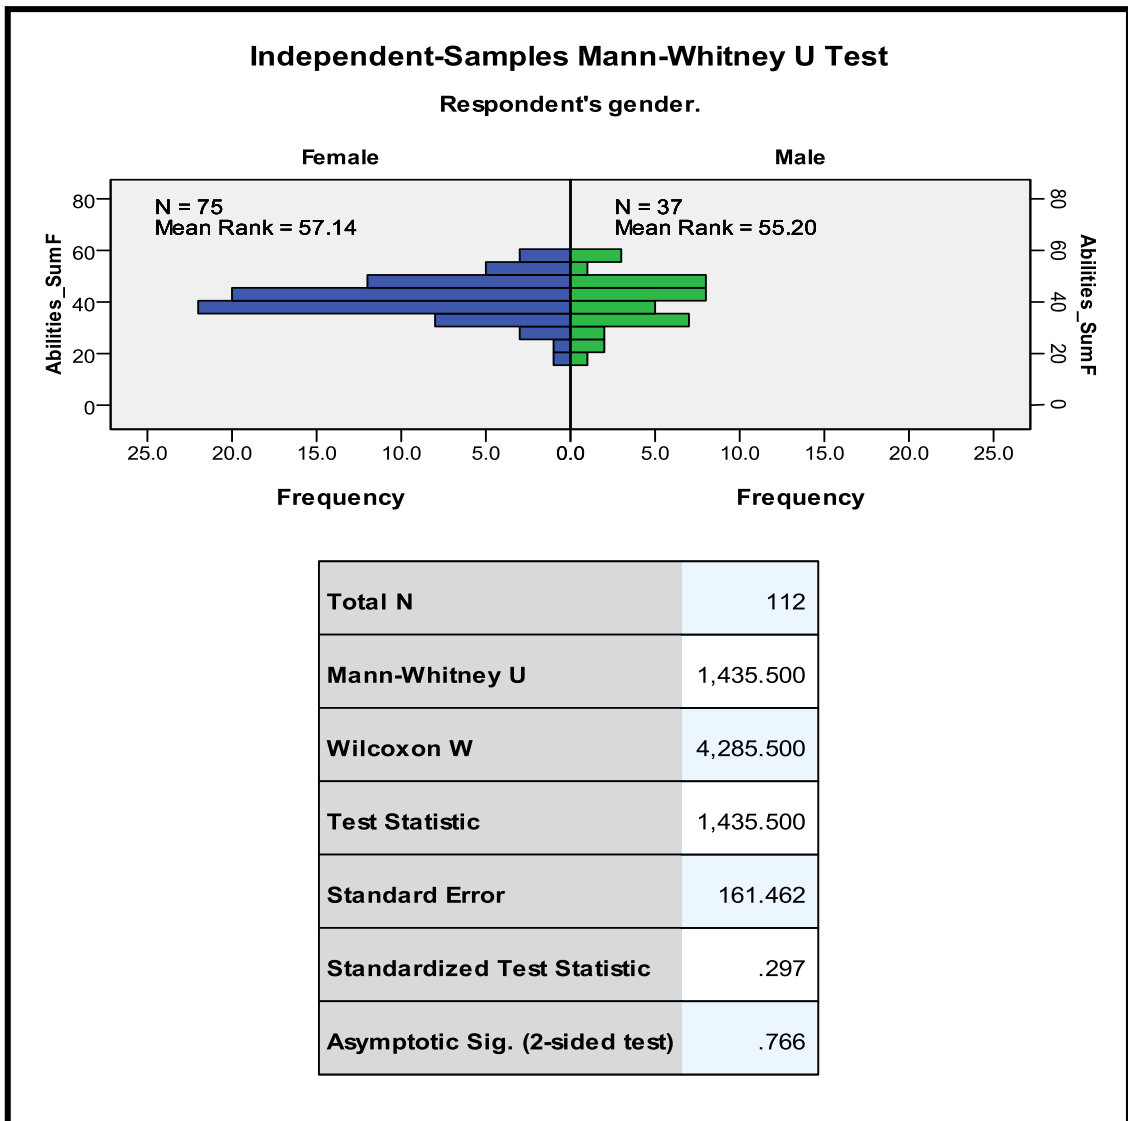 Independent-Samples Mann-Whitney U Test
Respondent's gender.
Female
Male
N = 75
Mean Rank = 57.14
N = 37
Mean Rank = 55.20
Abilities_SumF
80
60
40
20
0
80
60
40
20
0
Abilities_SumF
25.0 20.0 15.0 10.0 5.0 0.0 5.0 10.0 15.0 20.0 25.0
Frequency
Frequency
Total N 112
Mann-Whitney U 1,435.500
Wilcoxon W 4,285.500
Test Statistic 1,435.500
Standard Error 161.462
Standardized Test Statistic .297
Asymptotic Sig. (2-sided test) .766